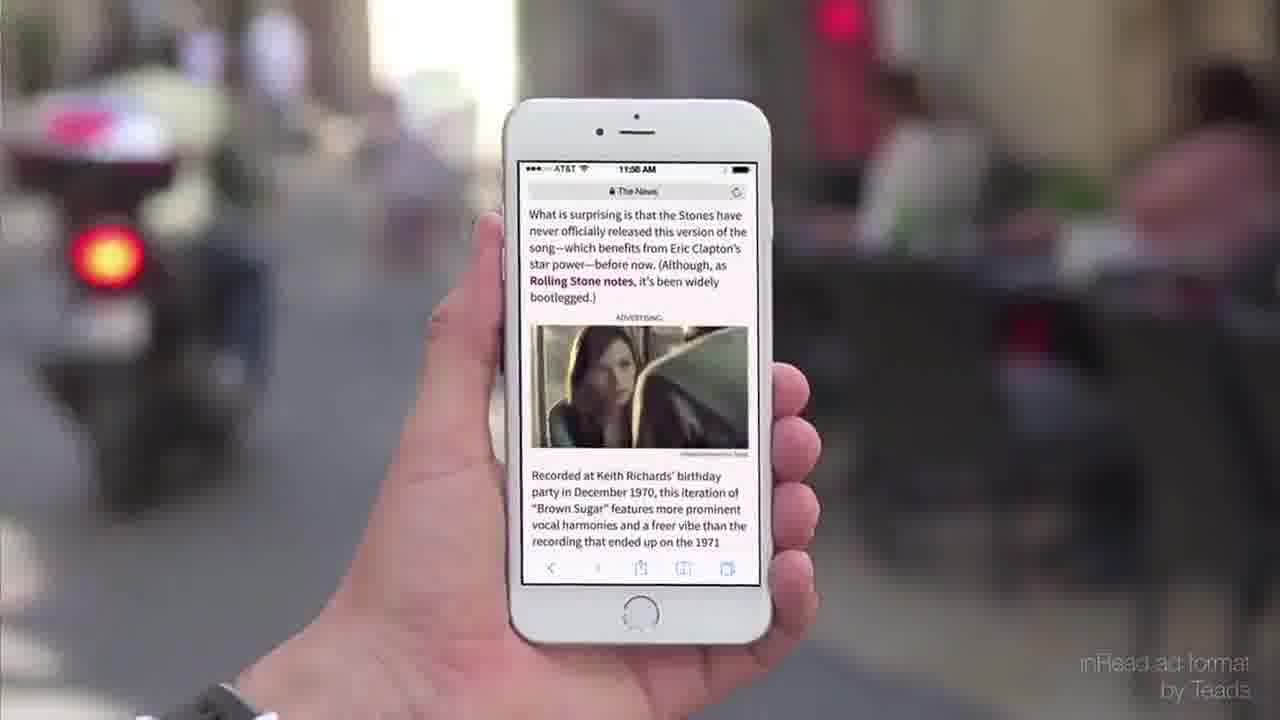 AT&T 11:56 AM
The News
What is surprising is that the Stones have
never officially released this version of the
song—which benefits from Eric Clapton's
star power—before now. (Although, as
Rolling Stone notes, it's been widely
bootlegged.)
ADVERTISING
Recorded at Keith Richards' birthday
party in December 1970, this iteration of
"Brown Sugar" features more prominent
vocal harmonies and a freer vibe than the
recording that ended up on the 1971
inRead ad format
by Teads